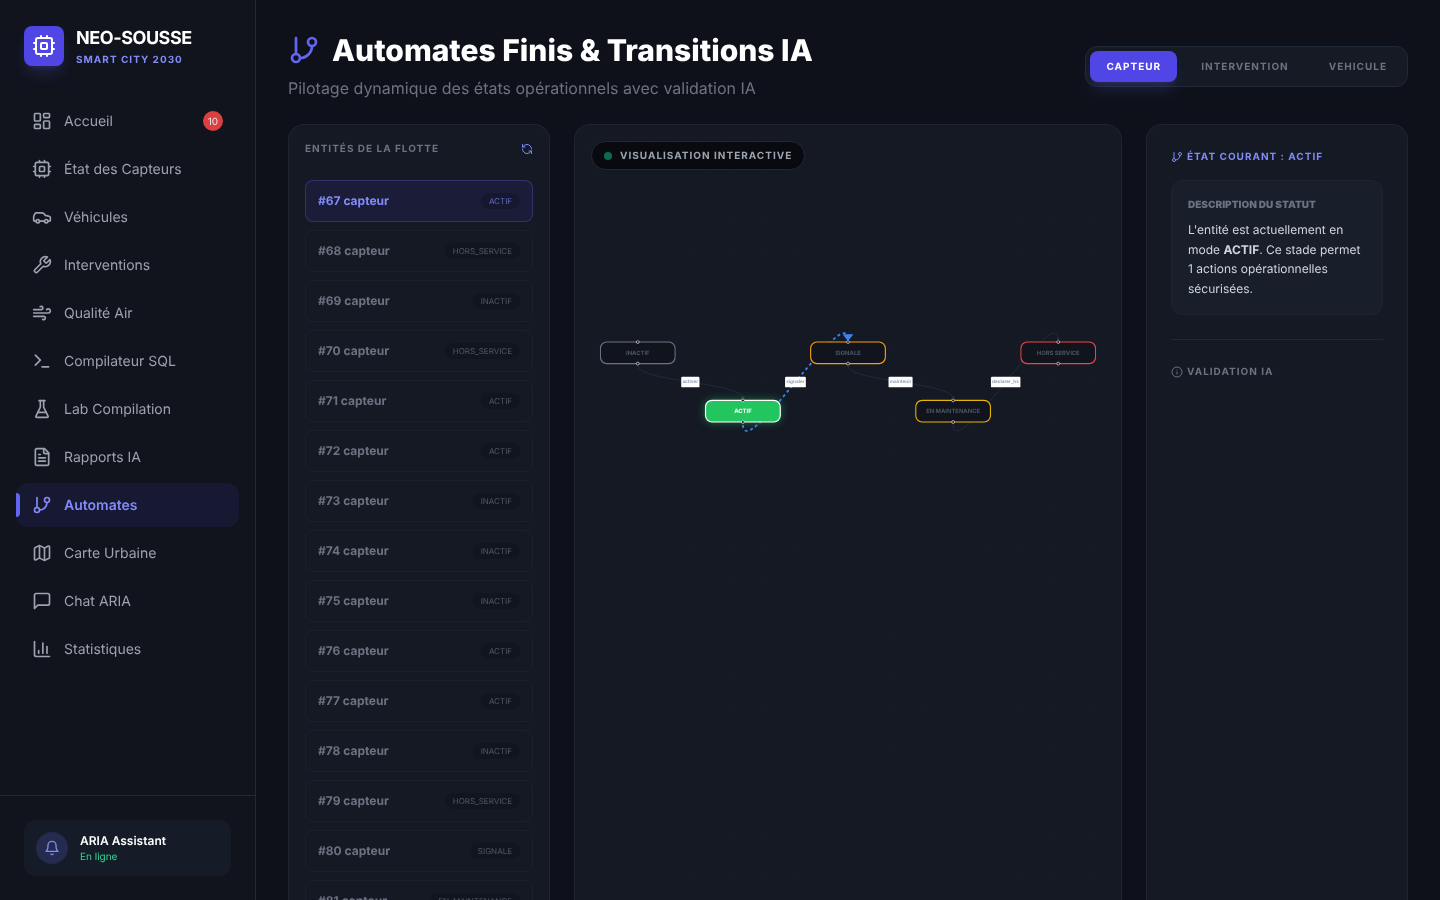 NEO-SOUSSE
SMART CITY 2030
Accueil
10
État des Capteurs
Véhicules
Interventions
Qualité Air
Compilateur SQL
Lab Compilation
Rapports IA
Automates
Carte Urbaine
Chat ARIA
Statistiques
ARIA Assistant
En ligne
Automates Finis & Transitions IA
Pilotage dynamique des états opérationnels avec validation IA
CAPTEUR
INTERVENTION
VEHICULE
ENTITÉS DE LA FLOTTE
#67 capteur ACTIF
#68 capteur HORS_SERVICE
#69 capteur INACTIF
#70 capteur HORS_SERVICE
#71 capteur ACTIF
#72 capteur ACTIF
#73 capteur INACTIF
#74 capteur INACTIF
#75 capteur INACTIF
#76 capteur ACTIF
#77 capteur ACTIF
#78 capteur INACTIF
#79 capteur HORS_SERVICE
#80 capteur SIGNALE
#81 capteur EN_MAINTENANCE
VISUALISATION INTERACTIVE
INACTIF
SIGNALE
HORS SERVICE
activer
signaler
declarer_hs
ACTIF
EN MAINTENANCE
ÉTAT COURANT : ACTIF
DESCRIPTION DU STATUT
L'entité est actuellement en
mode ACTIF. Ce stade permet
1 actions opérationnelles
sécurisées.
VALIDATION IA